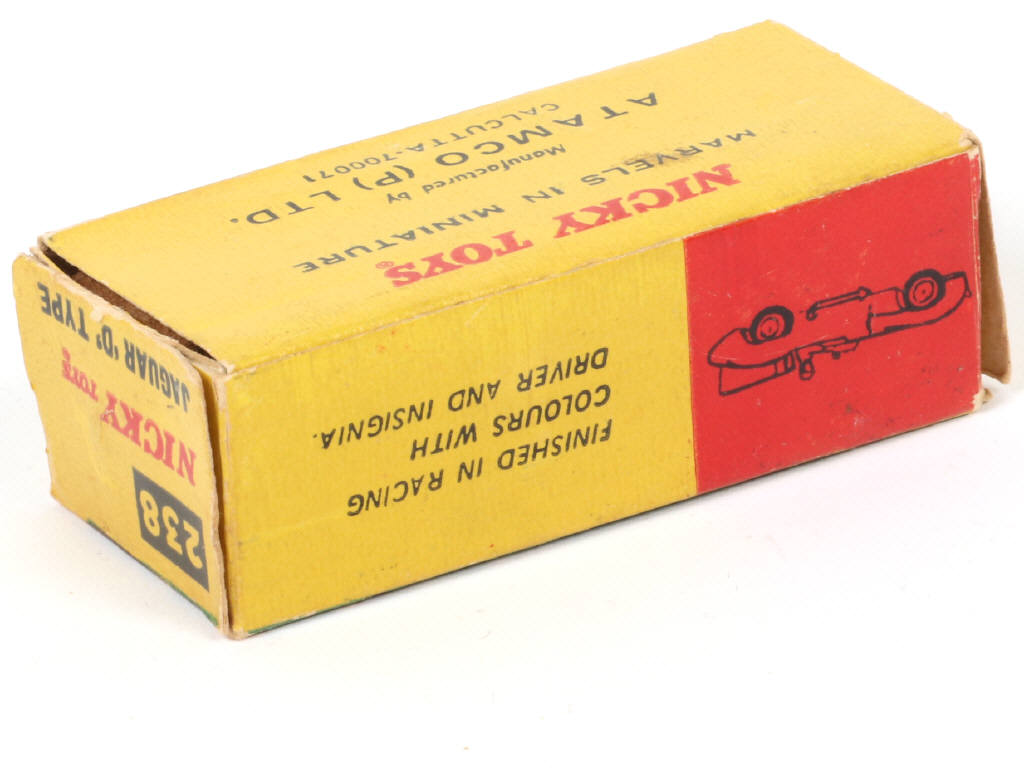 NICKY TOYS®
MARVELS IN MINIATURE
Manufactured by
ATAMCO (P) LTD.
CALCUTTA-700071
FINISHED IN RACING
COLOURS WITH
DRIVER AND INSIGNIA.
238
NICKY TOYS®
JAGUAR 'D' TYPE